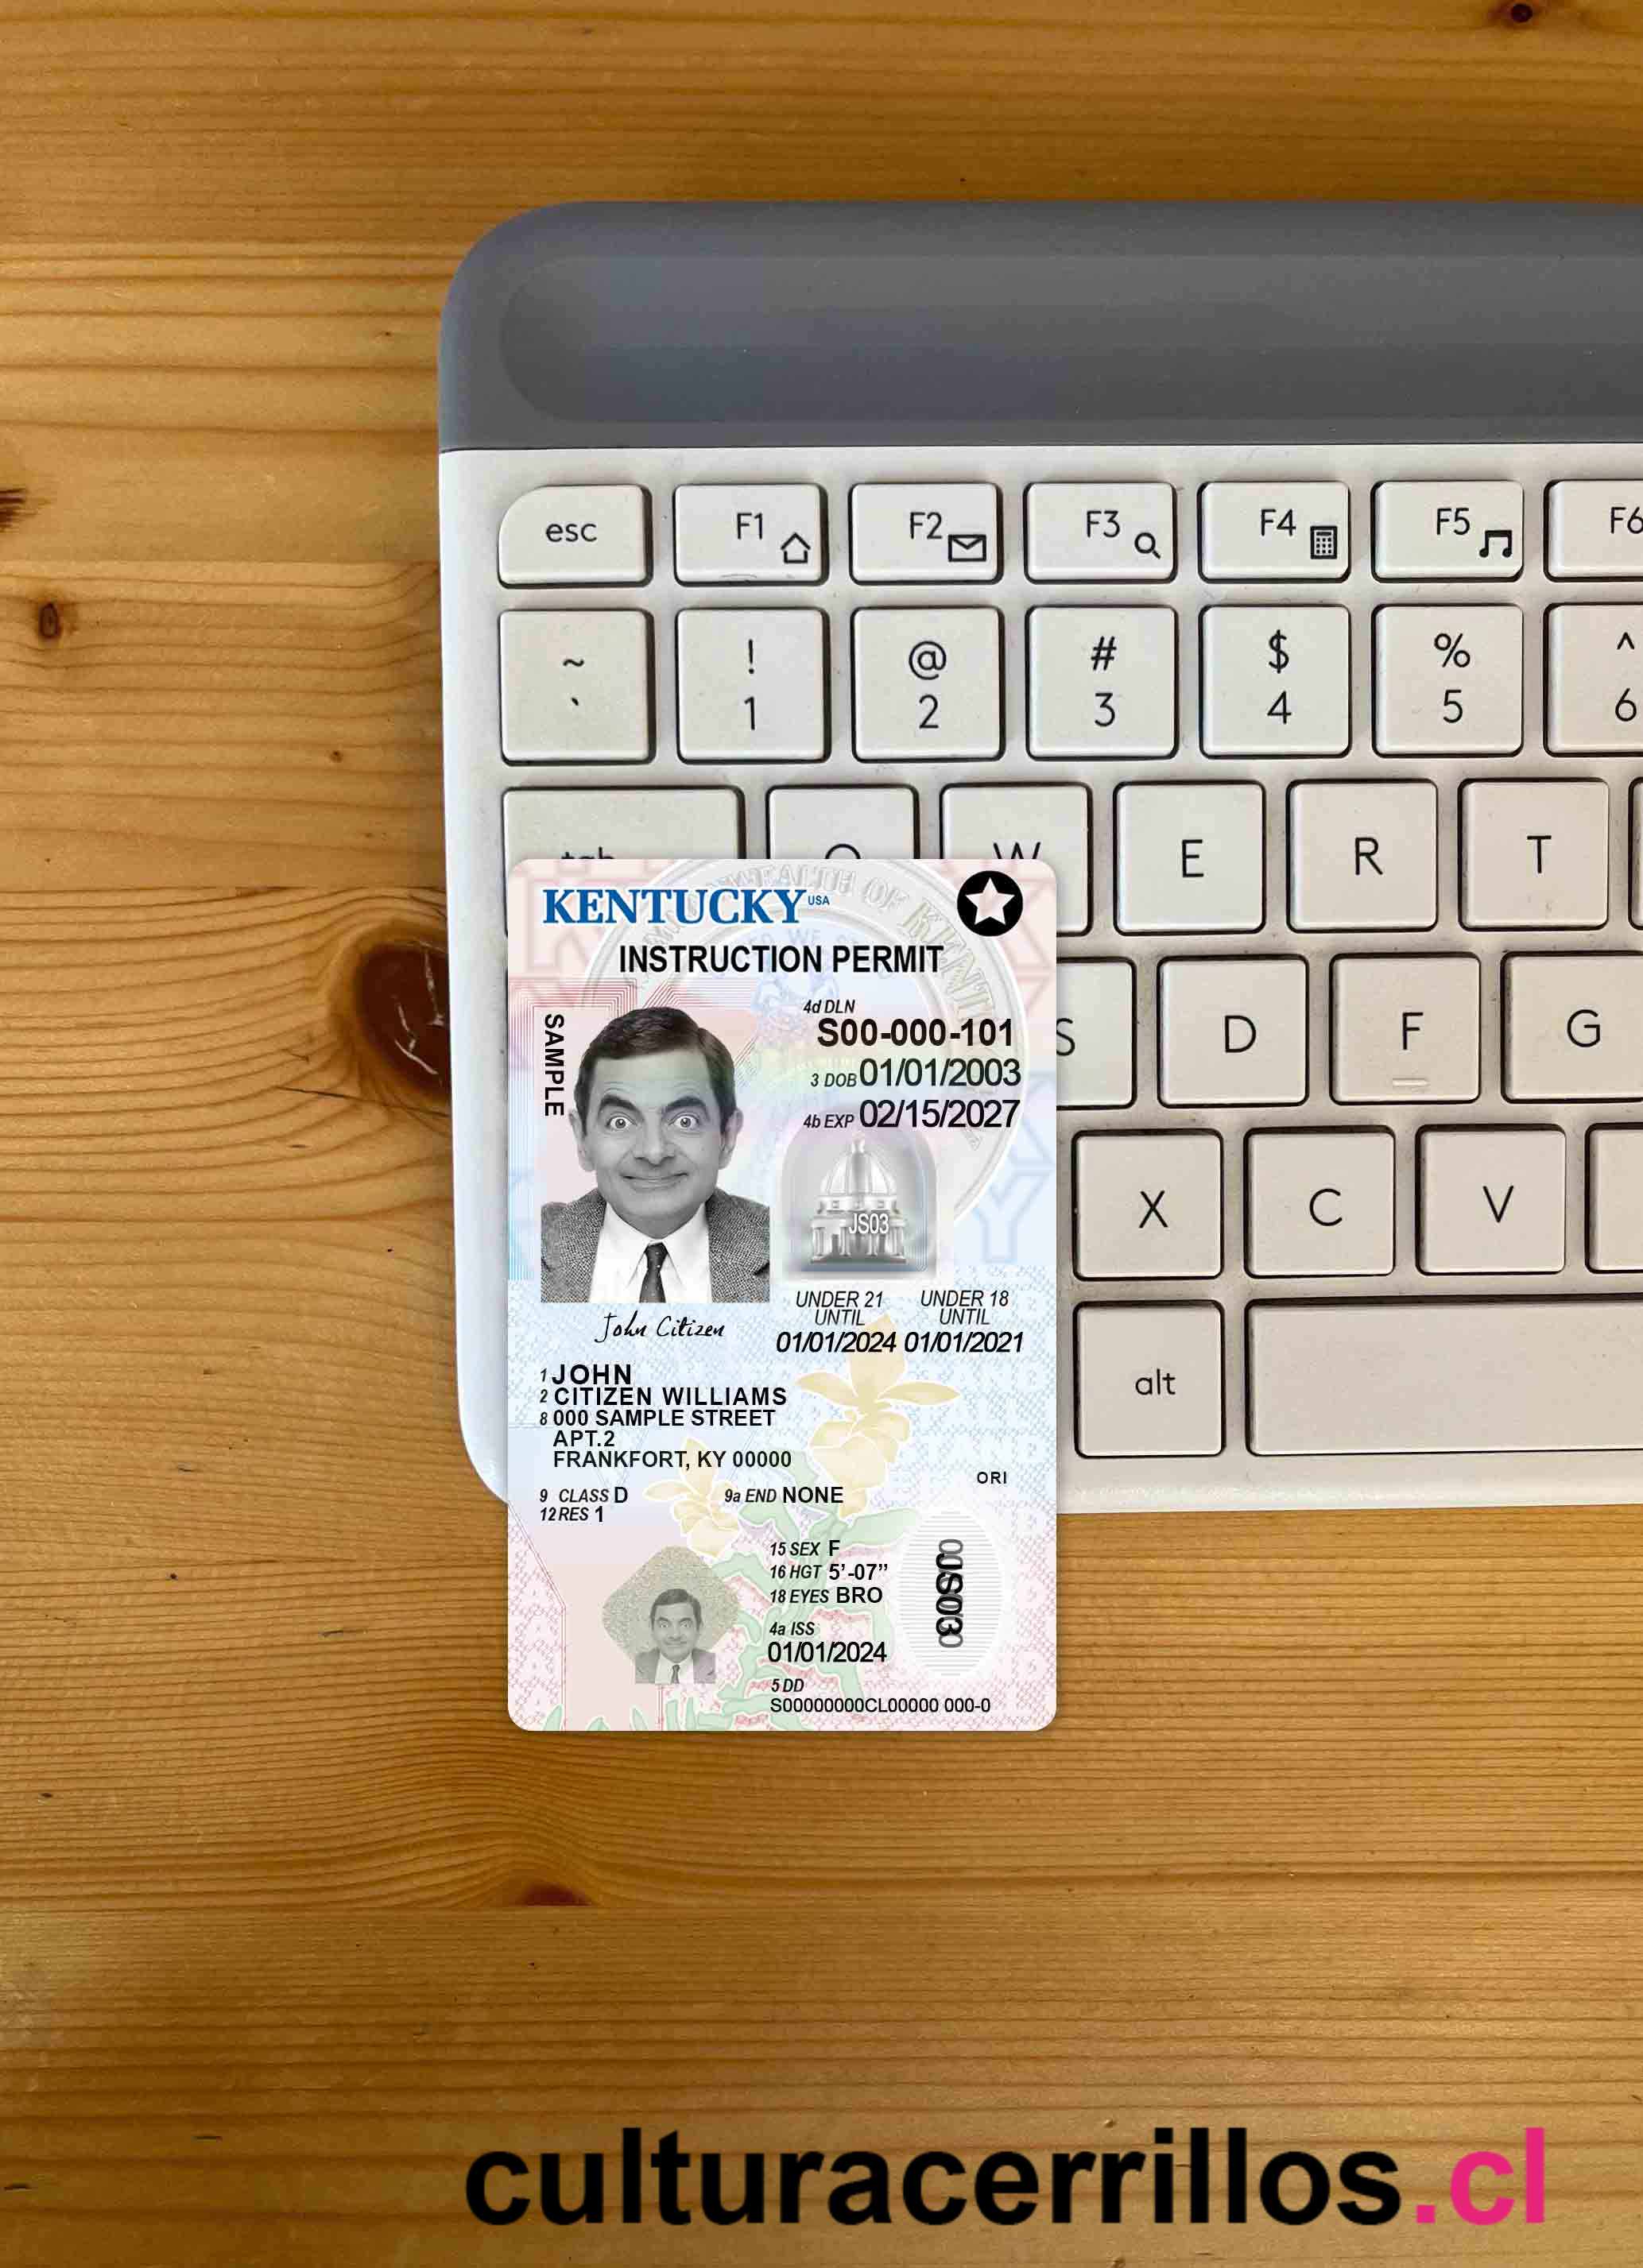 esc F1 F2 F3 F4 F5 F6
~ ! @ # $ % ^
` 1 2 3 4 5 6
tab Q W E R T
S D F G
X C V
alt
KENTUCKY USA
INSTRUCTION PERMIT
SAMPLE
4d DLN
S00-000-101
3 DOB 01/01/2003
4b EXP 02/15/2027
JS03
UNDER 21 UNDER 18
UNTIL UNTIL
01/01/2024 01/01/2021
John Citizen
1 JOHN
2 CITIZEN WILLIAMS
8 000 SAMPLE STREET
APT.2
FRANKFORT, KY 00000
ORI
9 CLASS D 9a END NONE
12 RES 1
15 SEX F
16 HGT 5'-07”
18 EYES BRO
4a ISS
01/01/2024
5 DD
S00000000CL00000 000-0
culturacerrillos.cl